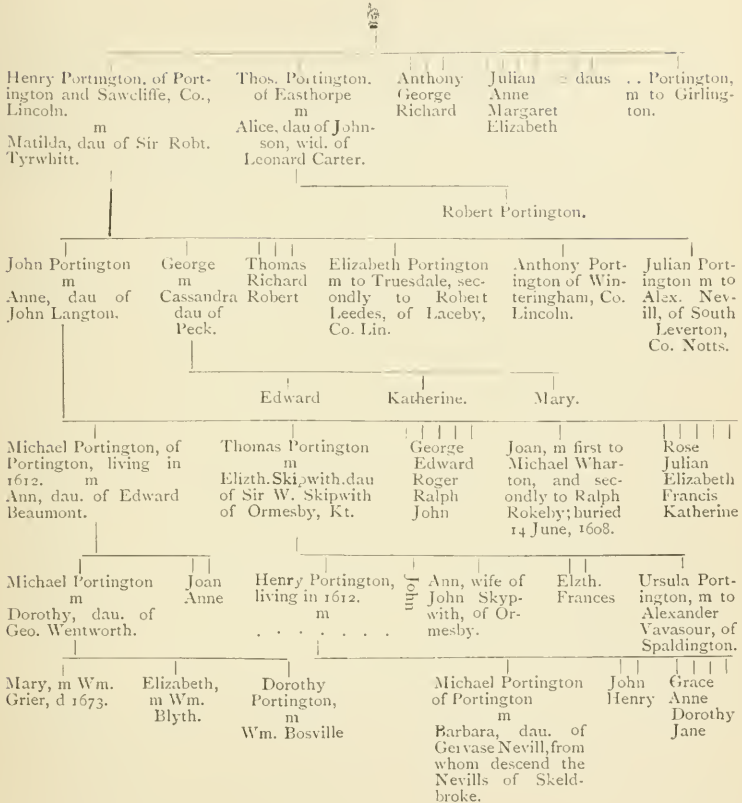 Henry Portington, of Port-
ington and Sawcliffe, Co.,
Lincoln.
m
Matilda, dau of Sir Robt.
Tyrwhitt.
Thos. Portington.
of Easthorpe
m
Alice, dau of John-
son, wid. of
Leonard Carter.
Anthony
George
Richard
Julian
Anne
Margaret
Elizabeth
2 daus
. . Portington,
m to Girling-
ton.
Robert Portington.
John Portington
m
Anne, dau of
John Langton.
George
m
Cassandra
dau of
Peck.
Thomas
Richard
Robert
Elizabeth Portington
m to Truesdale, sec-
ondly to Robert
Leedes, of Laceby,
Co. Lin.
Anthony Port-
ington of Win-
teringham, Co.
Lincoln.
Julian Port-
ington m to
Alex. Nev-
ill, of South
Leverton,
Co. Notts.
Edward
Katherine.
Mary.
Michael Portington, of
Portington, living in
1612. m
Ann, dau. of Edward
Beaumont.
Thomas Portington
m
Elizth. Skipwith. dau
of Sir W. Skipwith
of Ormesby, Kt.
George
Edward
Roger
Ralph
John
Joan, m first to
Michael Whar-
ton, and sec-
ondly to Ralph
Rokeby; buried
14 June, 1608.
Rose
Julian
Elizabeth
Francis
Katherine
Michael Portington
m
Dorothy, dau. of
Geo. Wentworth.
Joan
Anne
Henry Portington,
living in 1612.
m
. . . . . . .
John
Ann, wife of
John Skyp-
with, of Or-
mesby.
Elzth.
Frances
Ursula Port-
ington, m to
Alexander
Vavasour, of
Spaldington.
Mary, m Wm.
Grier, d 1673.
Elizabeth,
m Wm.
Blyth.
Dorothy
Portington,
m
Wm. Bosville
Michael Portington
of Portington
m
Barbara, dau. of
Gervase Nevill, from
whom descend the
Nevills of Skeld-
broke.
John
Henry
Grace
Anne
Dorothy
Jane